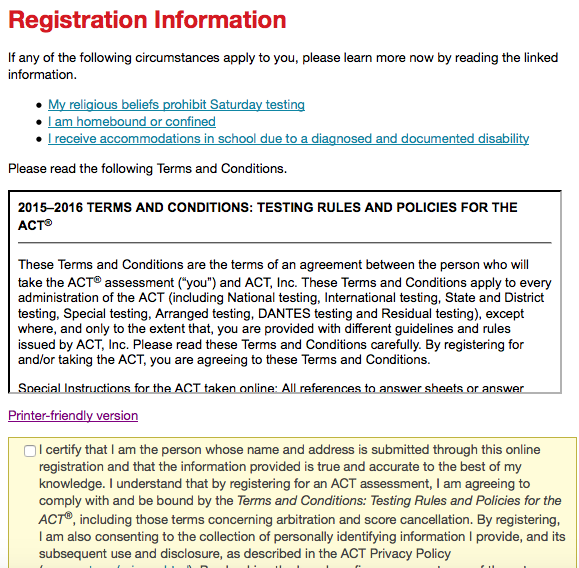 Registration Information
If any of the following circumstances apply to you, please learn more now by reading the linked
information.
• My religious beliefs prohibit Saturday testing
• I am homebound or confined
• I receive accommodations in school due to a diagnosed and documented disability
Please read the following Terms and Conditions.
2015–2016 TERMS AND CONDITIONS: TESTING RULES AND POLICIES FOR THE
ACT®
These Terms and Conditions are the terms of an agreement between the person who will
take the ACT® assessment (“you”) and ACT, Inc. These Terms and Conditions apply to every
administration of the ACT (including National testing, International testing, State and District
testing, Special testing, Arranged testing, DANTES testing and Residual testing), except
where, and only to the extent that, you are provided with different guidelines and rules
issued by ACT, Inc. Please read these Terms and Conditions carefully. By registering for
and/or taking the ACT, you are agreeing to these Terms and Conditions.
Special Instructions for the ACT taken online: All references to answer sheets or answer
Printer-friendly version
I certify that I am the person whose name and address is submitted through this online
registration and that the information provided is true and accurate to the best of my
knowledge. I understand that by registering for an ACT assessment, I am agreeing to
comply with and be bound by the Terms and Conditions: Testing Rules and Policies for the
ACT®, including those terms concerning arbitration and score cancellation. By registering,
I am also consenting to the collection of personally identifying information I provide, and its
subsequent use and disclosure, as described in the ACT Privacy Policy